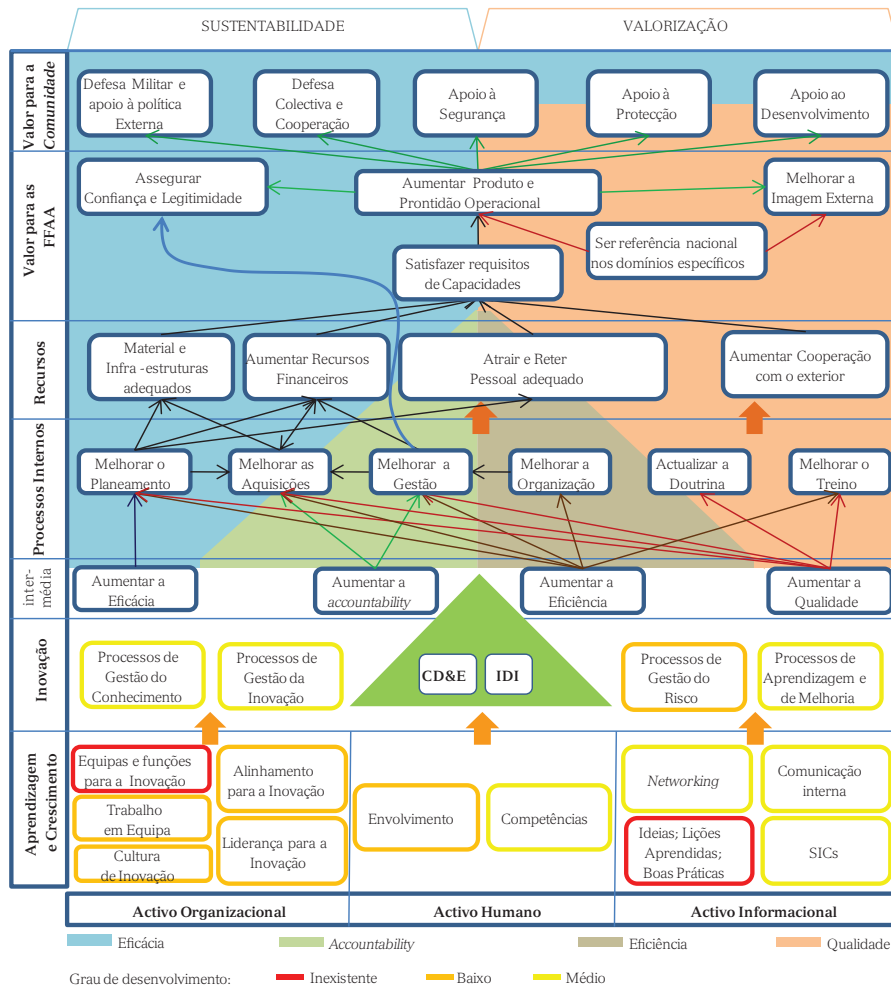 SUSTENTABILIDADE
VALORIZAÇÃO
Valor para a
Comunidade
Defesa Militar e
apoio à política
Externa
Defesa
Colectiva e
Cooperação
Apoio à
Segurança
Apoio à
Protecção
Apoio ao
Desenvolvimento
Valor para as
FFAA
Assegurar
Confiança e Legitimidade
Aumentar Produto e
Prontidão Operacional
Melhorar a
Imagem Externa
Ser referência nacional
nos domínios específicos
Satisfazer requisitos
de Capacidades
Recursos
Material e
Infra -estruturas
adequados
Aumentar Recursos
Financeiros
Atrair e Reter
Pessoal adequado
Aumentar Cooperação
com o exterior
Processos Internos
Melhorar o
Planeamento
Melhorar as
Aquisições
Melhorar a
Gestão
Melhorar a
Organização
Actualizar a
Doutrina
Melhorar o
Treino
inter-
média
Aumentar a
Eficácia
Aumentar a
accountability
Aumentar a
Eficiência
Aumentar a
Qualidade
Inovação
Processos de
Gestão do
Conhecimento
Processos de
Gestão da
Inovação
CD&E
IDI
Processos de
Gestão do
Risco
Processos de
Aprendizagem e
de Melhoria
Aprendizagem
e Crescimento
Equipas e funções
para a Inovação
Alinhamento
para a Inovação
Trabalho
em Equipa
Liderança para a
Inovação
Cultura
de Inovação
Envolvimento
Competências
Networking
Comunicação
interna
Ideias; Lições
Aprendidas;
Boas Práticas
SICs
Activo Organizacional
Activo Humano
Activo Informacional
Eficácia
Accountability
Eficiência
Qualidade
Grau de desenvolvimento:
Inexistente
Baixo
Médio